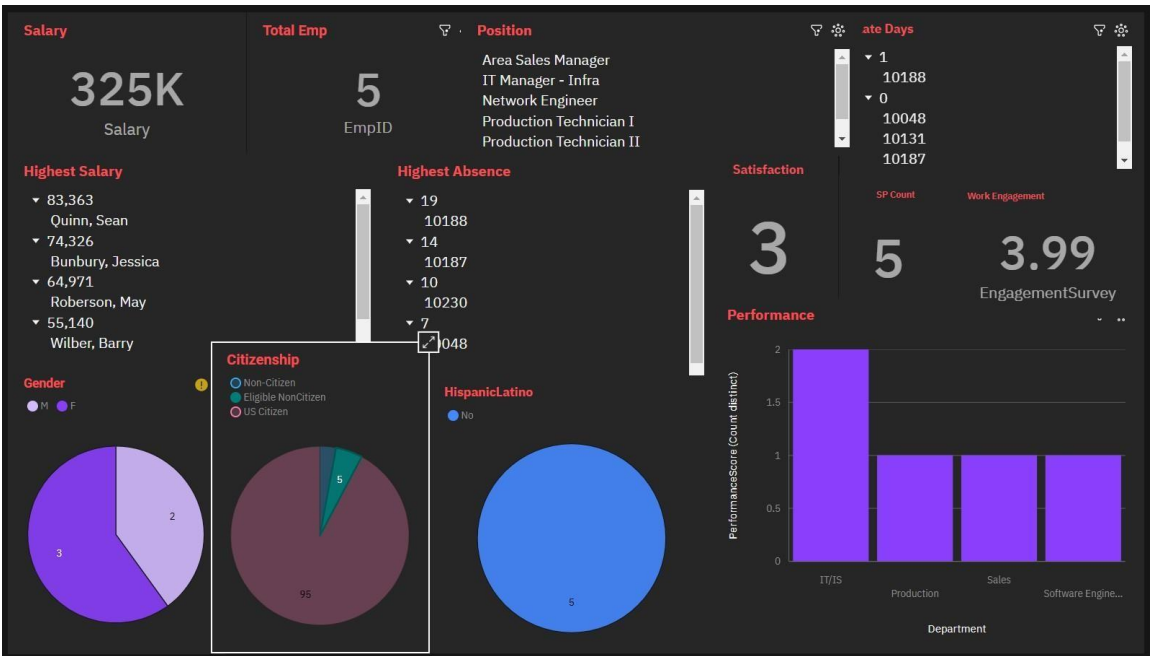 Salary
325K
Salary
Total Emp
5
EmpID
Position
Area Sales Manager
IT Manager - Infra
Network Engineer
Production Technician I
Production Technician II
ate Days
1
10188
0
10048
10131
10187
Highest Salary
83,363
Quinn, Sean
74,326
Bunbury, Jessica
64,971
Roberson, May
55,140
Wilber, Barry
Highest Absence
19
10188
14
10187
10
10230
7
0048
Satisfaction
3
SP Count
5
Work Engagement
3.99
EngagementSurvey
Gender
M F
2
3
Citizenship
Non-Citizen
Eligible NonCitizen
US Citizen
5
95
HispanicLatino
No
5
Performance
PerformanceScore (Count distinct)
2
1.5
1
0.5
0
IT/IS
Production
Sales
Software Engine...
Department